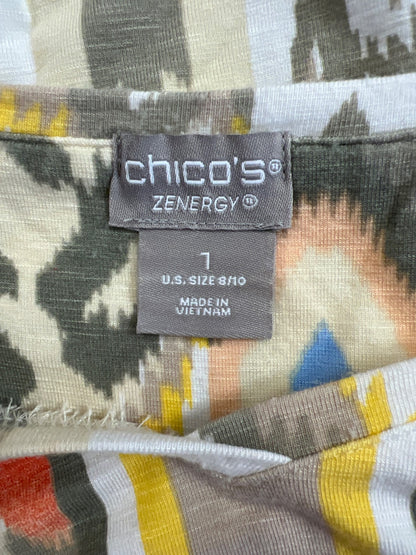 chico's®
ZENERGY®
1
U.S. SIZE 8/10
MADE IN
VIETNAM